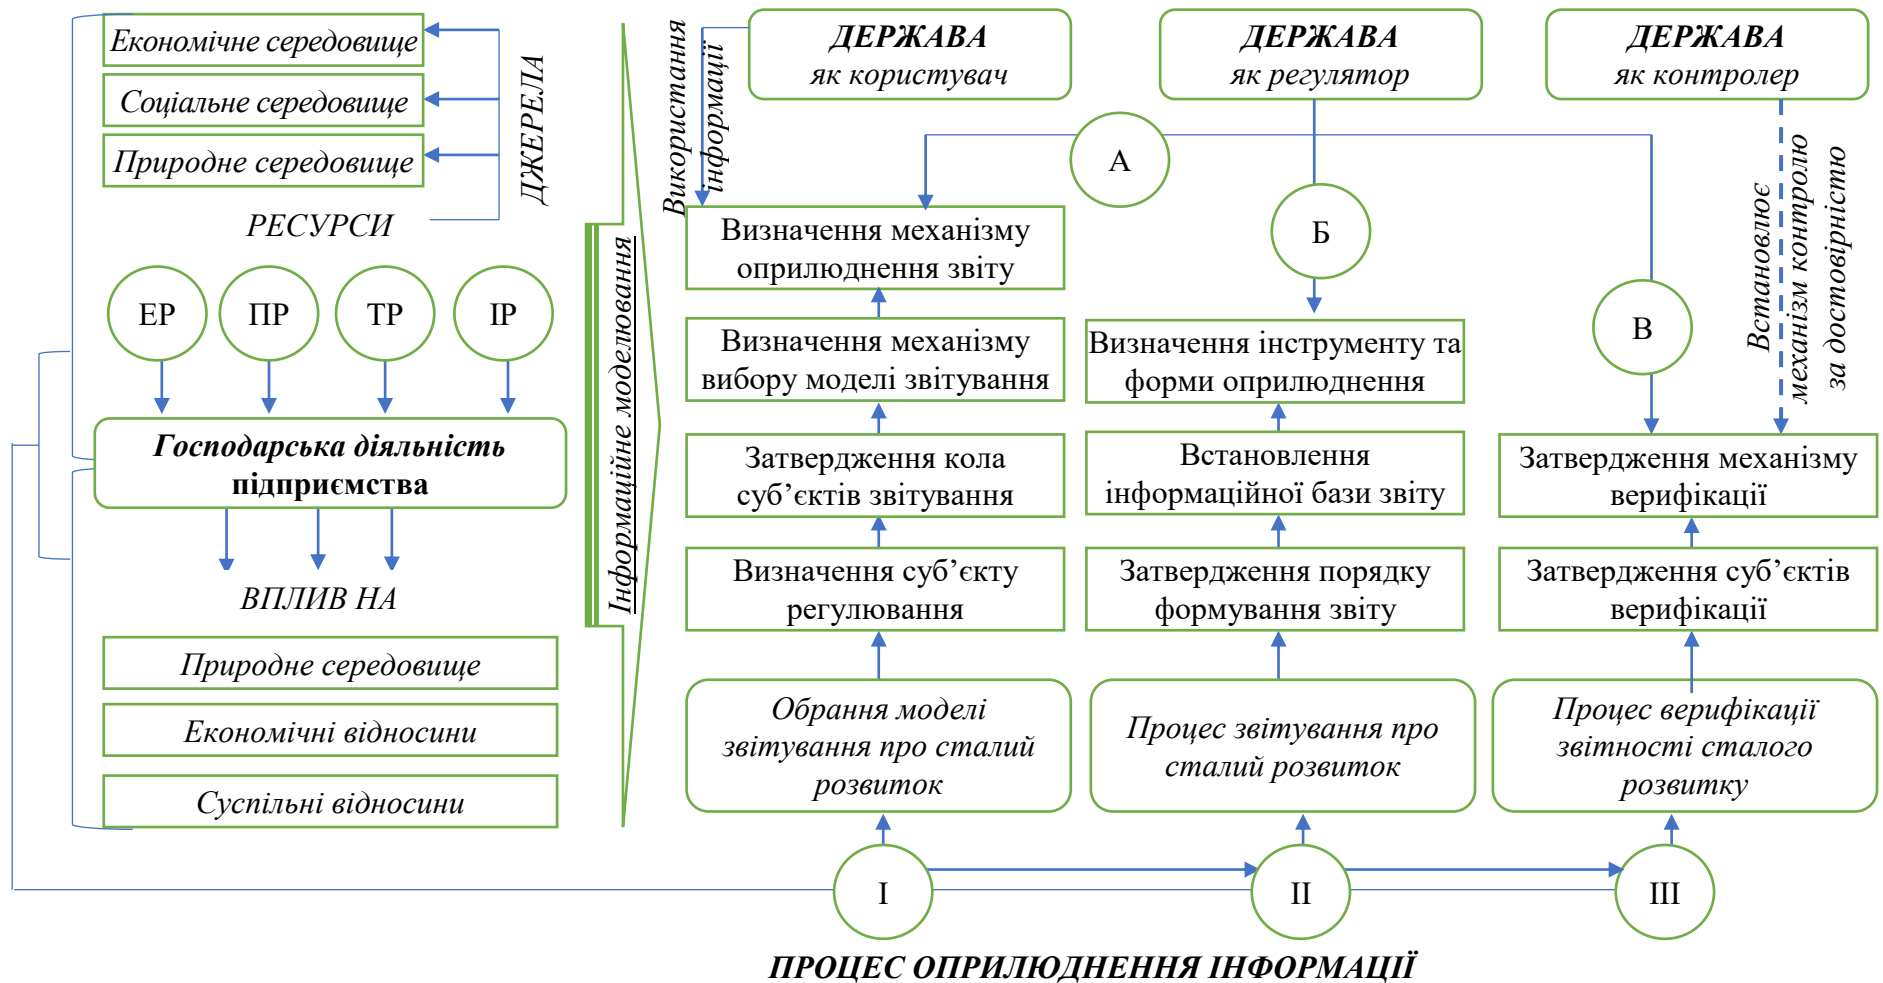 Економічне середовище
Соціальне середовище
Природне середовище
ДЖЕРЕЛА
РЕСУРСИ
ЕР
ПР
ТР
ІР
Господарська діяльність
підприємства
ВПЛИВ НА
Природне середовище
Економічні відносини
Суспільні відносини
Інформаційне моделювання
Використання
інформації
ДЕРЖАВА
як користувач
ДЕРЖАВА
як регулятор
ДЕРЖАВА
як контролер
А
Б
В
Встановлює
механізм контролю
за достовірністю
Визначення механізму
оприлюднення звіту
Визначення механізму
вибору моделі звітування
Затвердження кола
суб’єктів звітування
Визначення суб’єкту
регулювання
Обрання моделі
звітування про сталий
розвиток
Визначення інструменту та
форми оприлюднення
Встановлення
інформаційної бази звіту
Затвердження порядку
формування звіту
Процес звітування про
сталий розвиток
Затвердження механізму
верифікації
Затвердження суб’єктів
верифікації
Процес верифікації
звітності сталого
розвитку
І
ІІ
ІІІ
ПРОЦЕС ОПРИЛЮДНЕННЯ ІНФОРМАЦІЇ